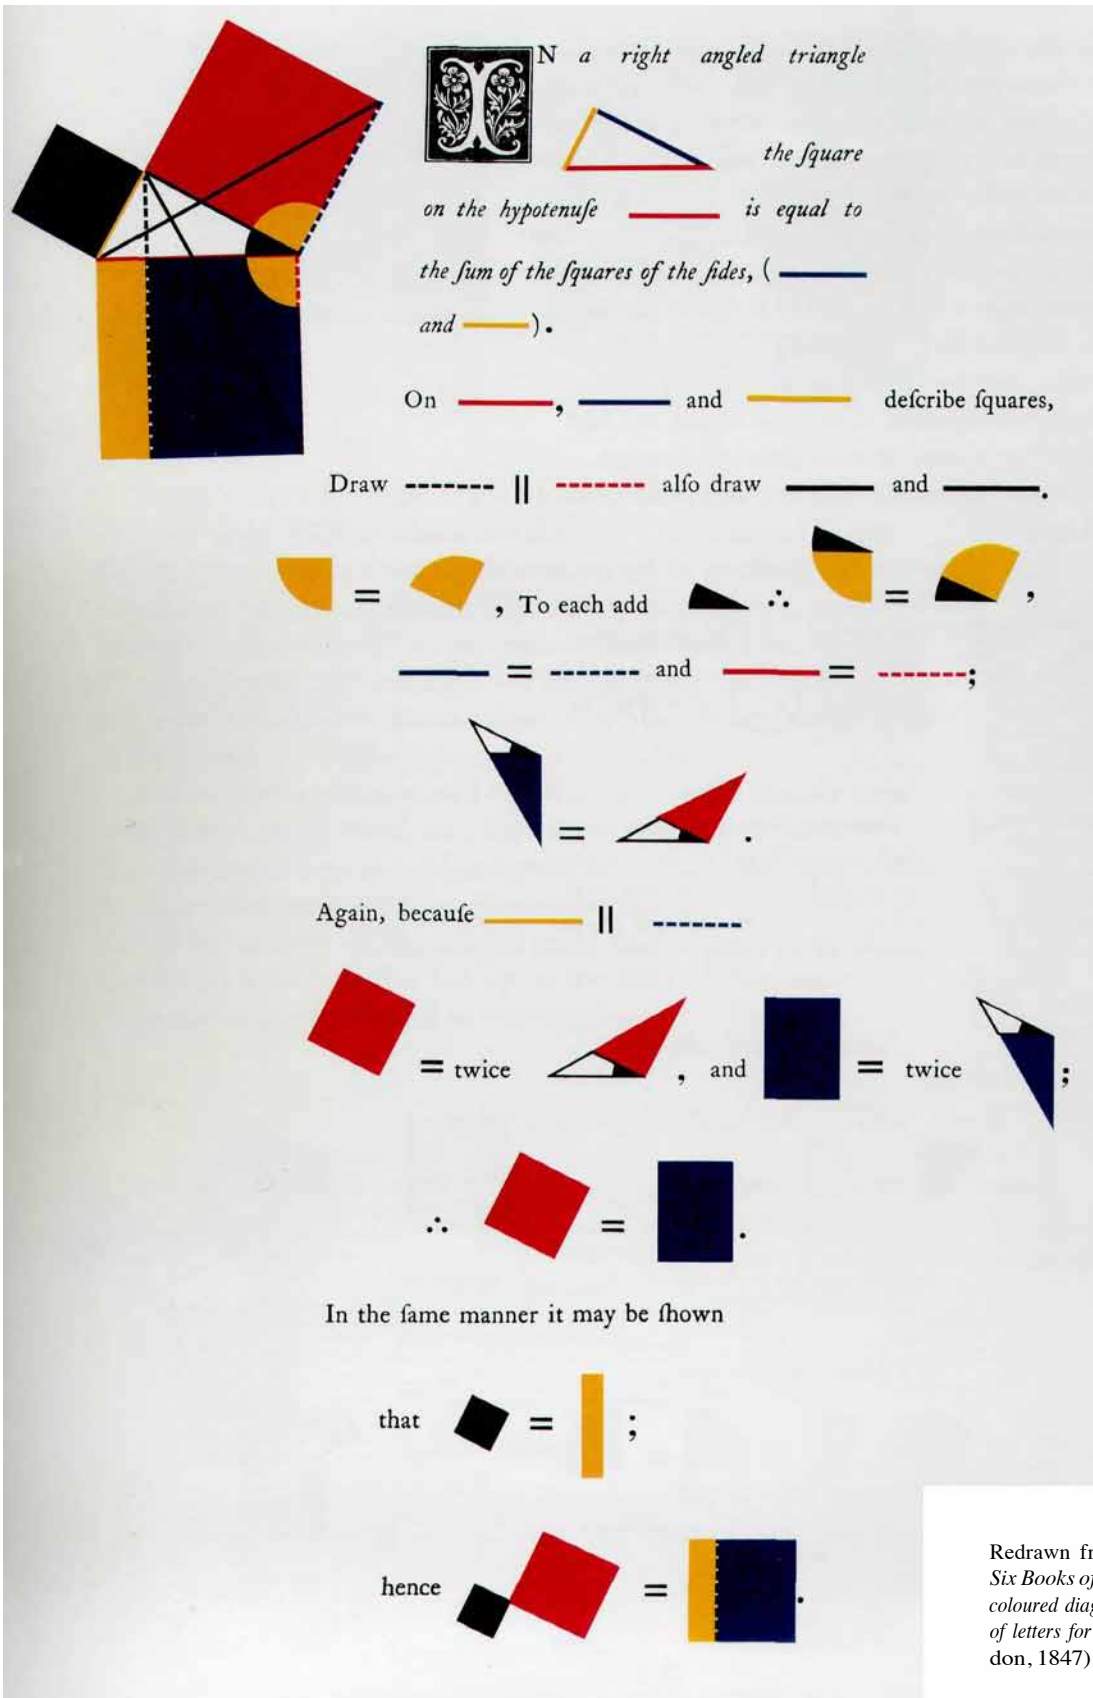 IN a right angled triangle
the ſquare
on the hypotenuſe is equal to
the ſum of the ſquares of the ſides, (
and ).
On , and deſcribe ſquares,
Draw || alſo draw and .
= , To each add ∴ = ,
= and = ;
= .
Again, becauſe ||
= twice , and = twice ;
∴ = .
In the ſame manner it may be ſhown
that = ;
hence = .
Redrawn
Six Books of
coloured
of letters for
don, 1847)